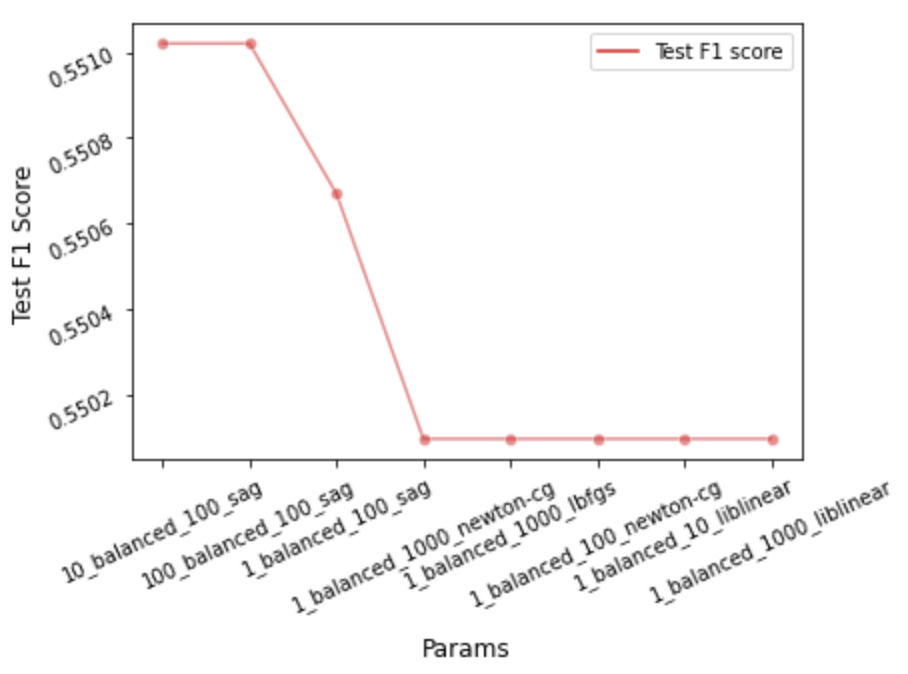 Test F1 score
Test F1 Score
0.5510
0.5508
0.5606
0.5504
0.5502
10_balanced_100_sag
100_balanced_100_sag
1_balanced_100_sag
1_balanced_1000_newton-cg
1_balanced_1000_lbfgs
1_balanced_100_newton-cg
1_balanced_10_liblinear
1_balanced_1000_liblinear
Params